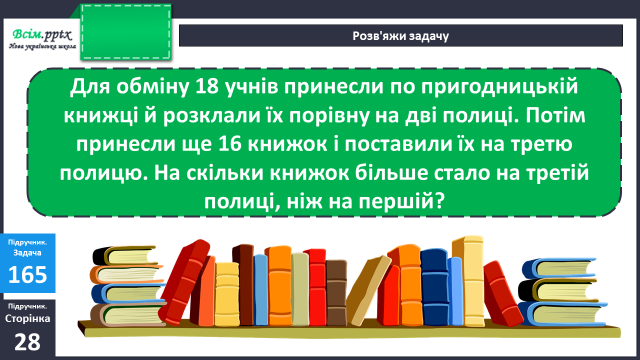 Всім.pptx
Нова українська школа
Розв'яжи задачу
Для обміну 18 учнів принесли по пригодницькій
книжці й розклали їх порівну на дві полиці. Потім
принесли ще 16 книжок і поставили їх на третю
полицю. На скільки книжок більше стало на третій
полиці, ніж на першій?
Підручник.
Задача
165
Підручник.
Сторінка
28